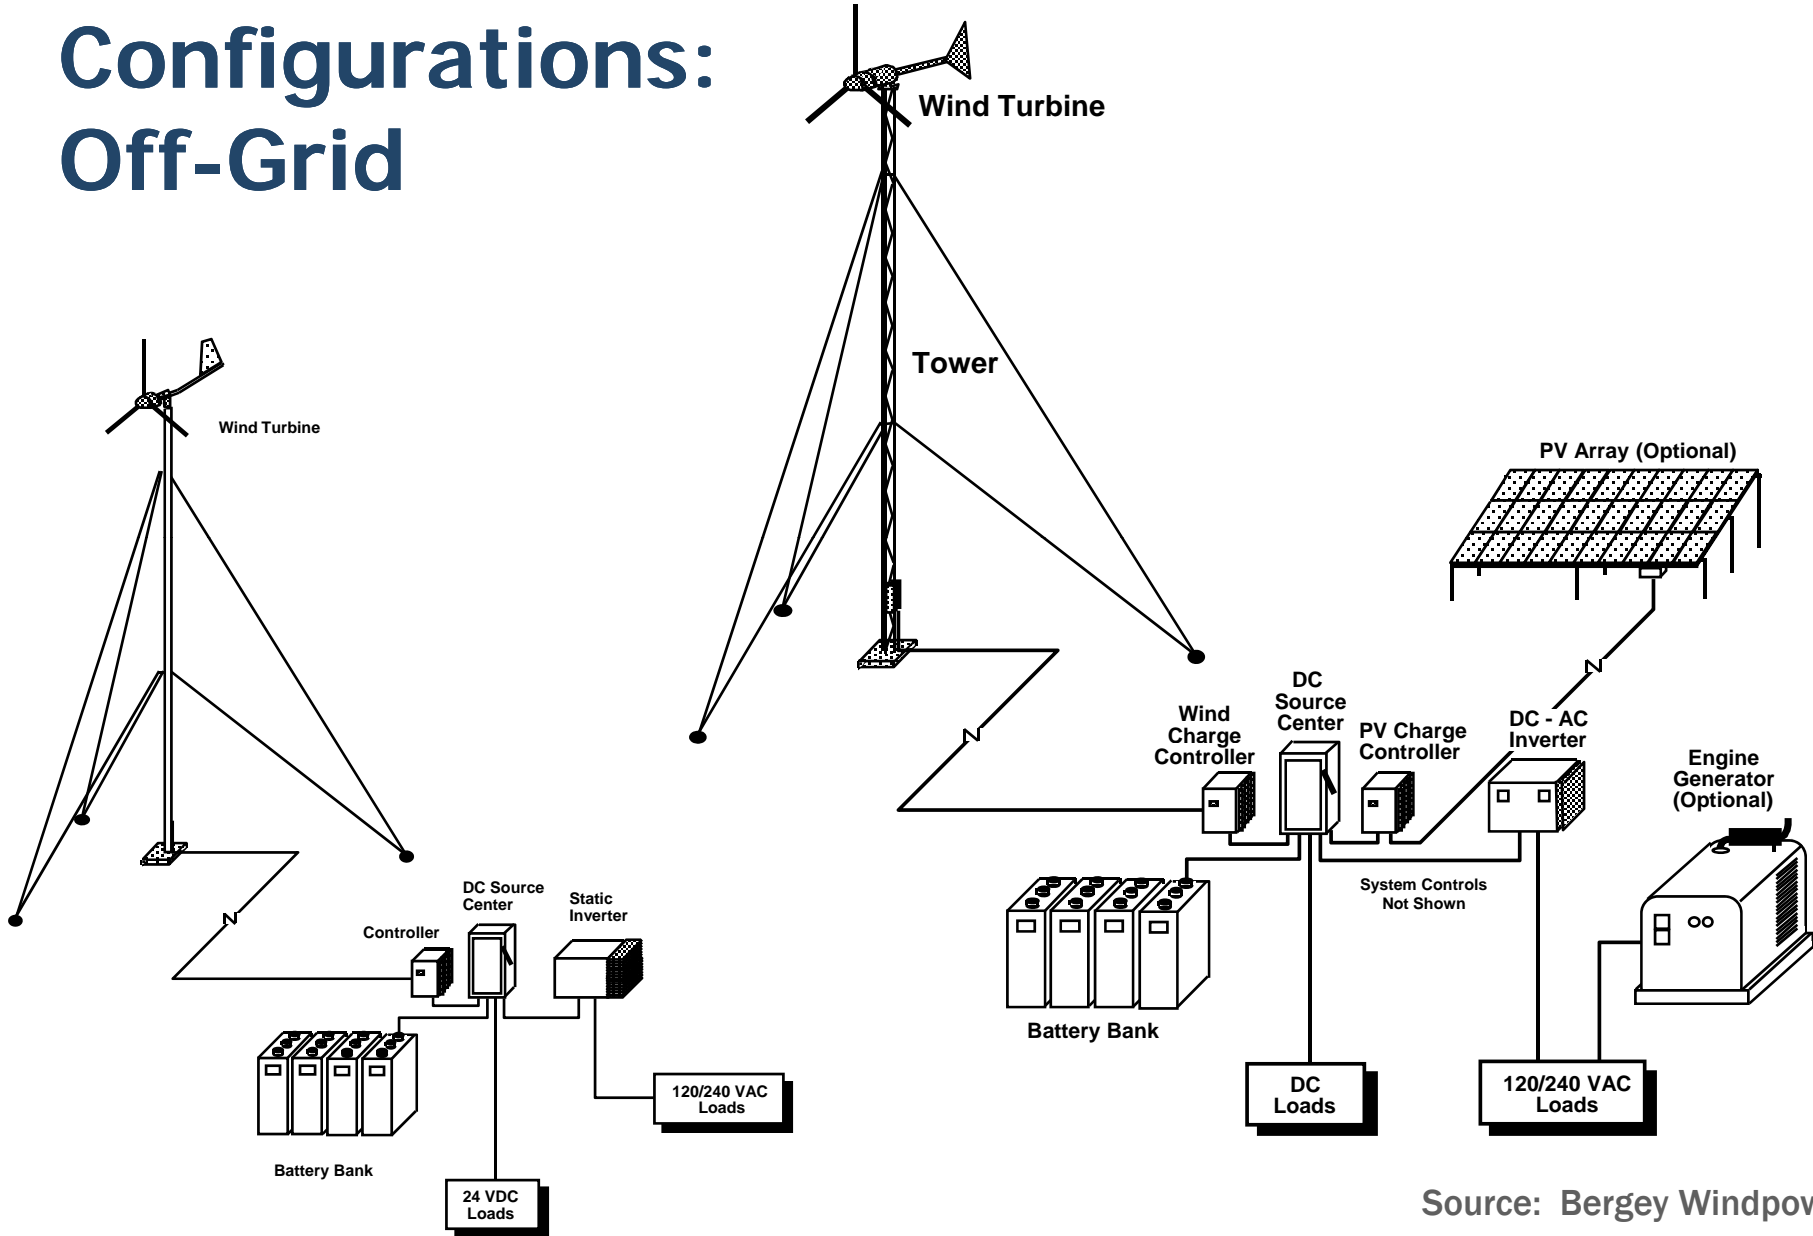 Configurations:
Off-Grid
Wind Turbine
Tower
Wind Turbine
PV Array (Optional)
Wind
Charge
Controller
DC
Source
Center
PV Charge
Controller
DC - AC
Inverter
Engine
Generator
(Optional)
System Controls
Not Shown
Battery Bank
DC
Loads
120/240 VAC
Loads
Controller
DC Source
Center
Static
Inverter
Battery Bank
120/240 VAC
Loads
24 VDC
Loads
Source: Bergey Windpow